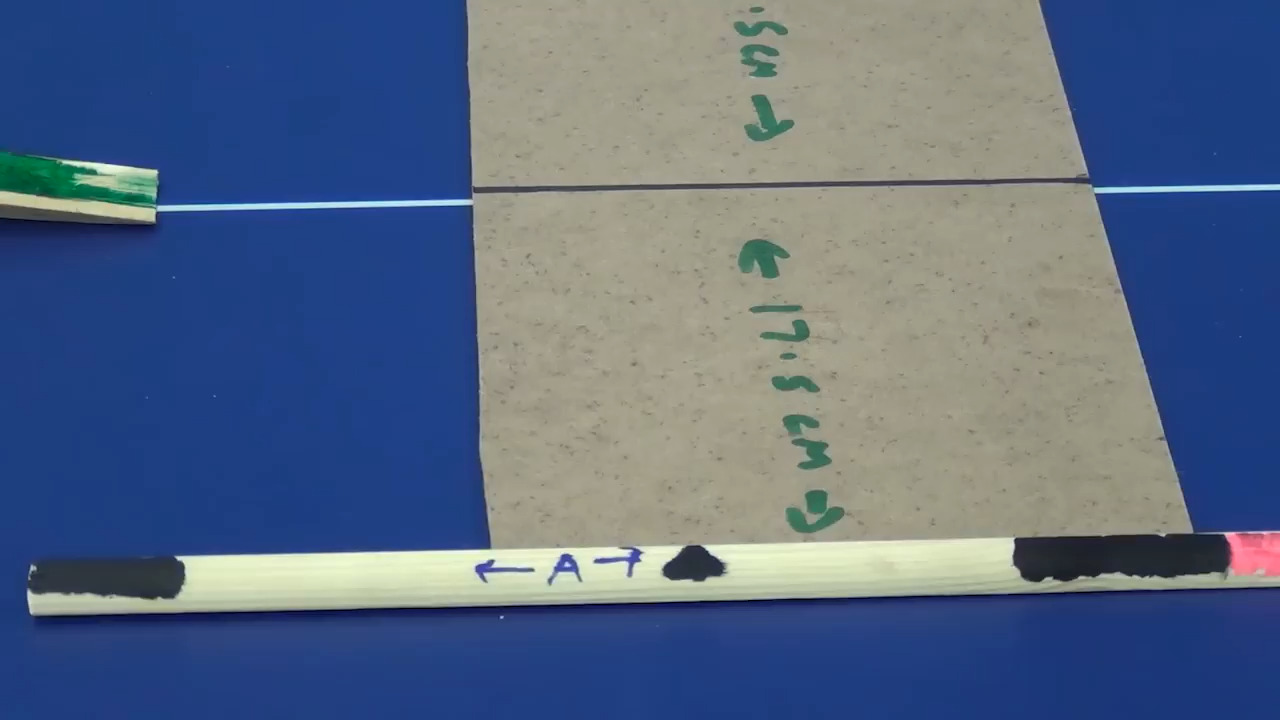 .5 CM →
← 17.5 CM →
← A →